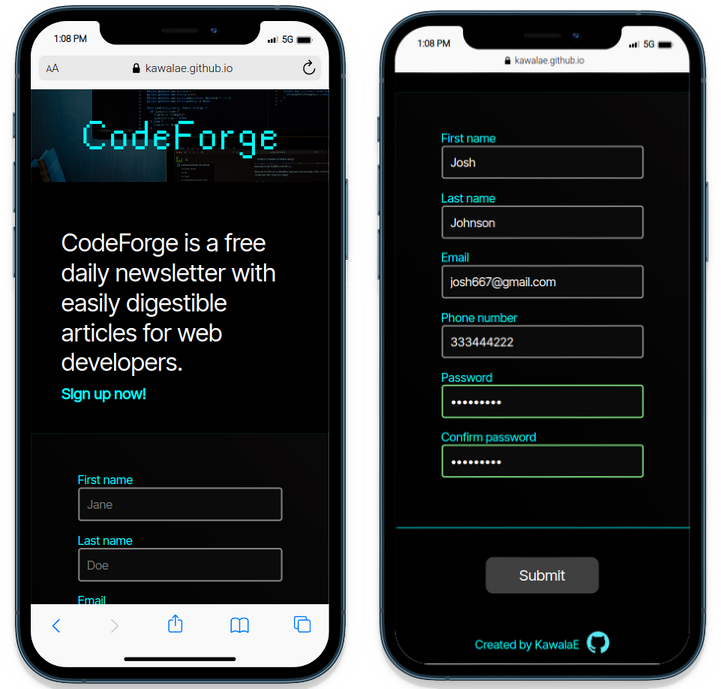 1:08 PM
5G
AA
kawalae.github.io
CodeForge
CodeForge is a free
daily newsletter with
easily digestible
articles for web
developers.
Sign up now!
First name
Jane
Last name
Doe
Email
1:08 PM
5G
kawalae.github.io
First name
Josh
Last name
Johnson
Email
josh667@gmail.com
Phone number
333444222
Password
•••••••••
Confirm password
•••••••••
Submit
Created by KawalaE